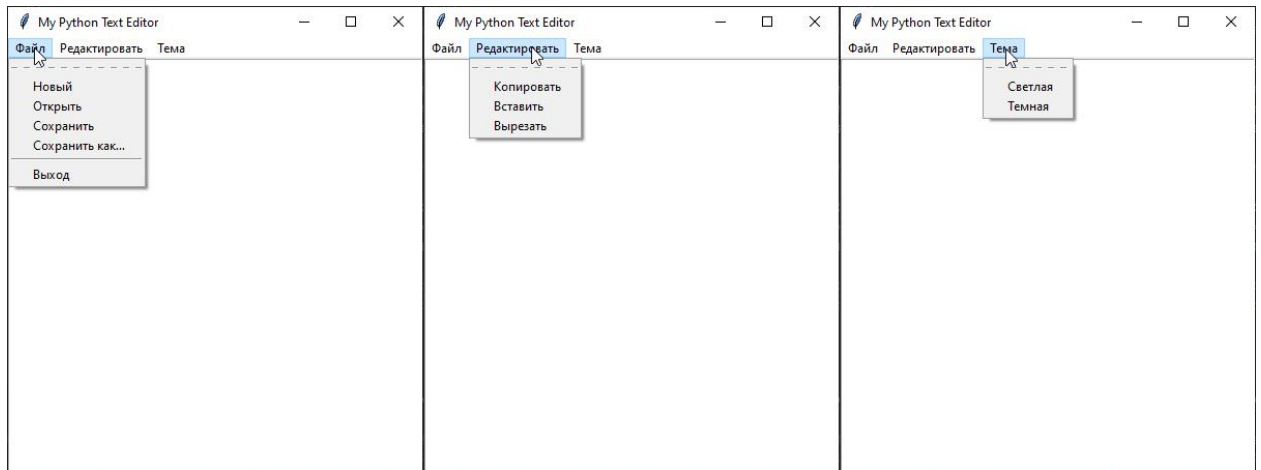 My Python Text Editor
Файл Редактировать Тема
Новый
Открыть
Сохранить
Сохранить как...
Выход
My Python Text Editor
Файл Редактировать Тема
Копировать
Вставить
Вырезать
My Python Text Editor
Файл Редактировать Тема
Светлая
Темная